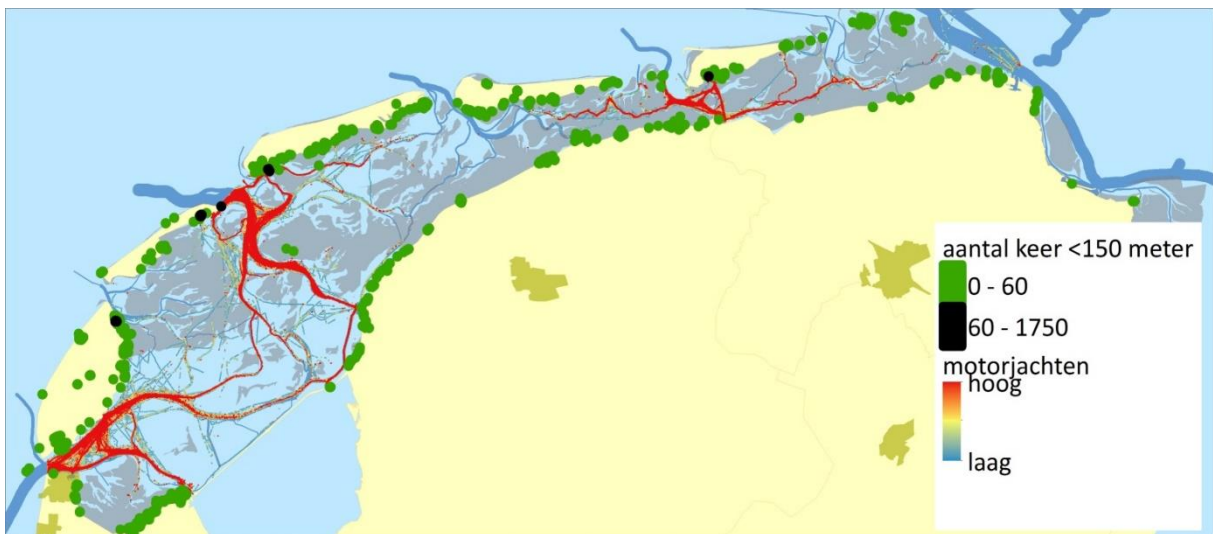 aantal keer <150 meter
0 - 60
60 - 1750
motorjachten
hoog
laag